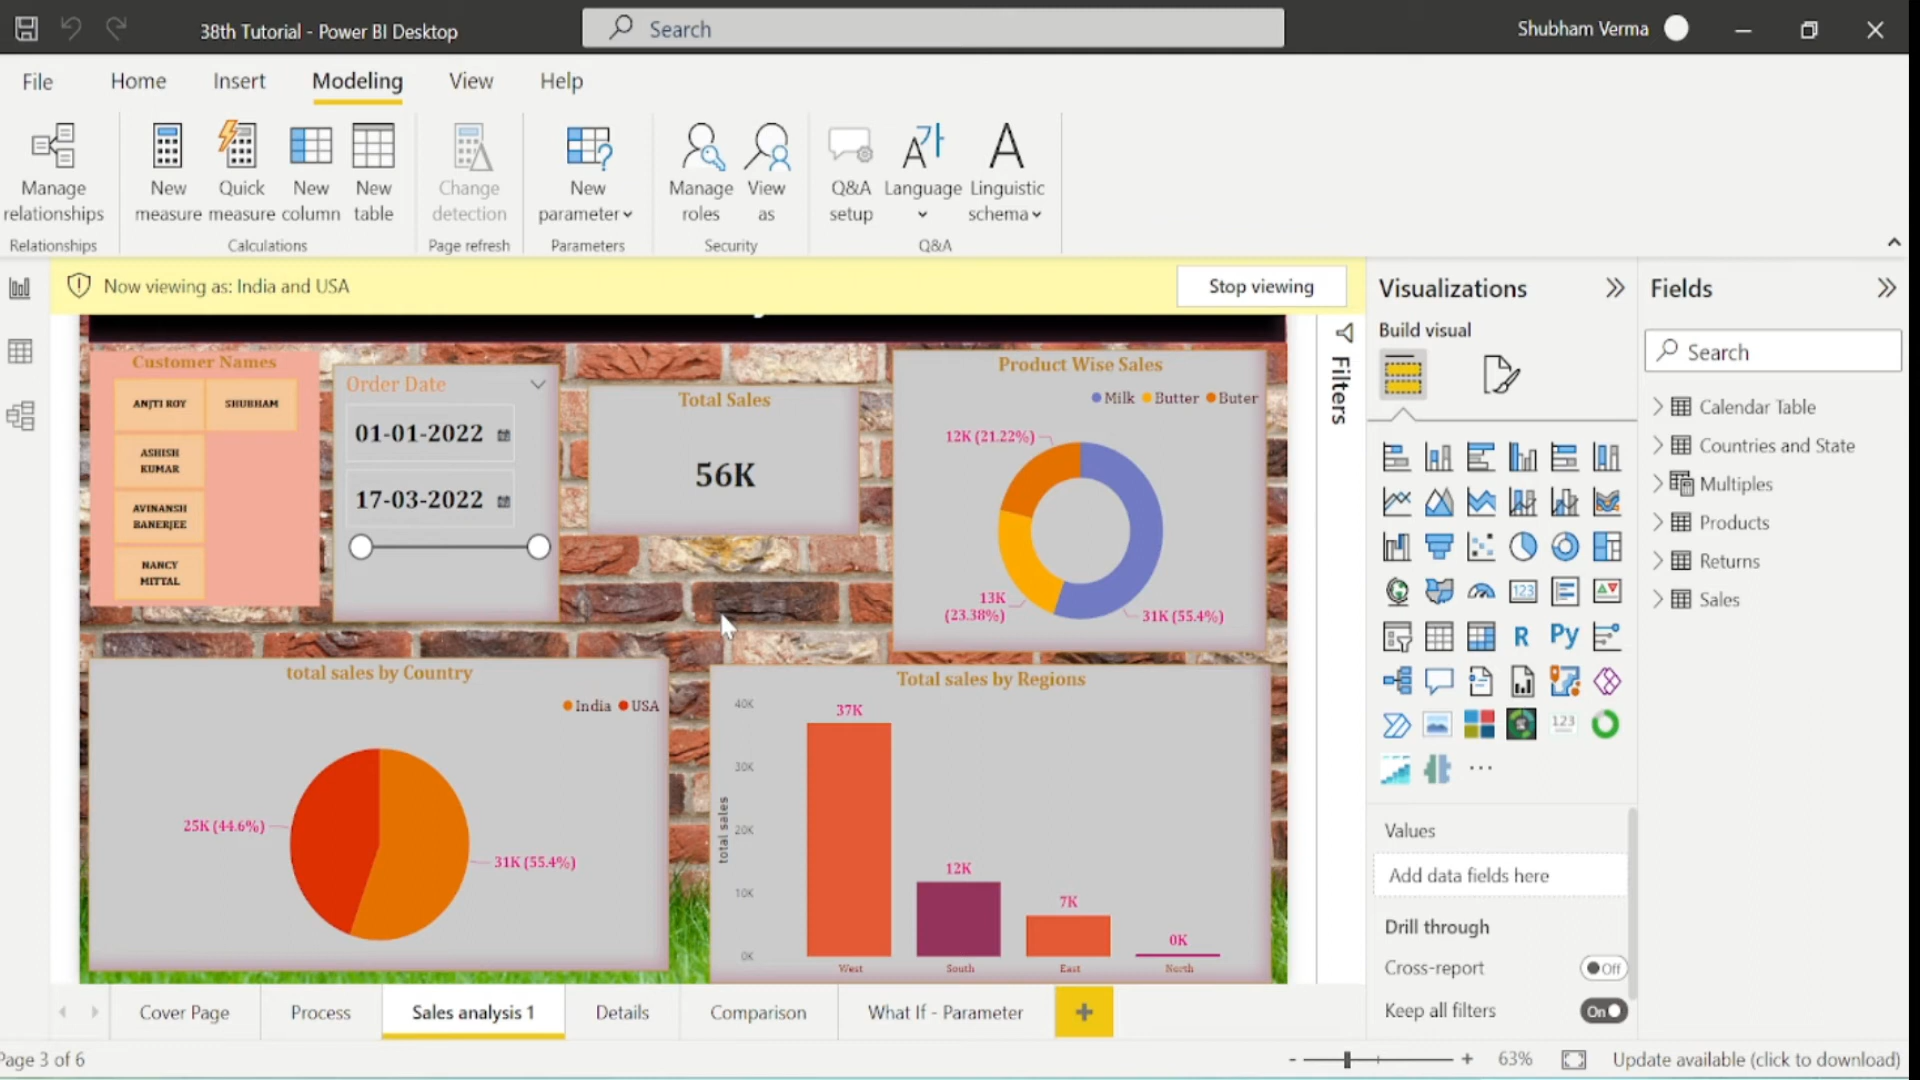 38th Tutorial - Power BI Desktop
Search
Shubham Verma
File
Home
Insert
Modeling
View
Help
Manage
relationships
New
measure
Quick
measure
New
column
New
table
Change
detection
New
parameter
Manage
roles
View
as
Q&A
setup
Language
Linguistic
schema
Relationships
Calculations
Page refresh
Parameters
Security
Q&A
Now viewing as: India and USA
Stop viewing
Customer Names
ANJTI ROY
SHUBHAM
ASHISH
KUMAR
AVINANSH
BANERJEE
NANCY
MITTAL
Order Date
01-01-2022
17-03-2022
Total Sales
56K
Product Wise Sales
Milk Butter Buter
12K (21.22%)
13K
(23.38%)
31K (55.4%)
total sales by Country
India USA
25K (44.6%)
31K (55.4%)
Total sales by Regions
total sales
40K
30K
20K
10K
0K
37K
12K
7K
0K
West
South
East
North
Filters
Visualizations
Build visual
R
Py
123
123
Values
Add data fields here
Drill through
Cross-report
Off
Keep all filters
On
Fields
Search
Calendar Table
Countries and State
Multiples
Products
Returns
Sales
Cover Page
Process
Sales analysis 1
Details
Comparison
What If - Parameter
Page 3 of 6
63%
Update available (click to download)